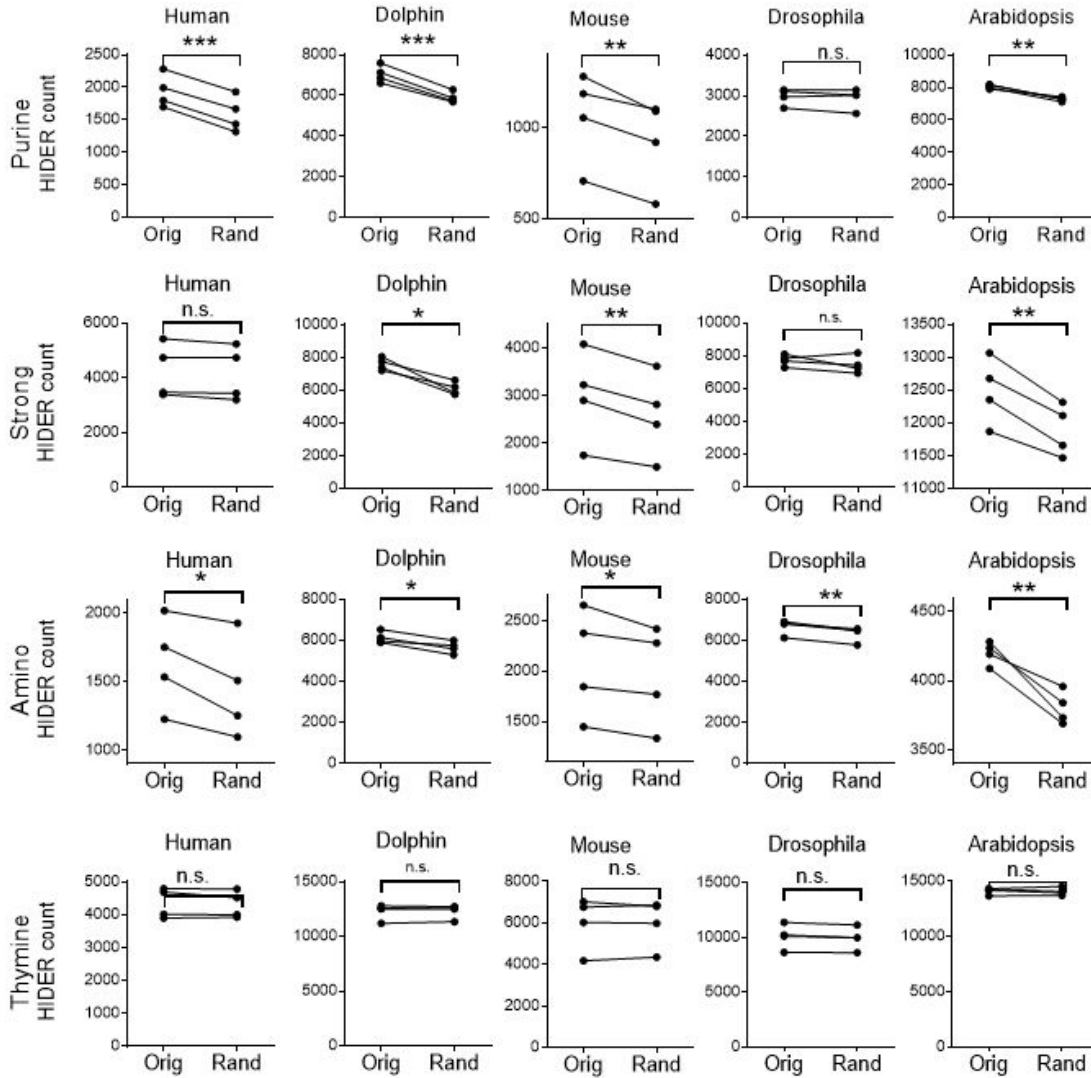 Human Dolphin Mouse Drosophila Arabidopsis
*** *** ** n.s. **
Purine
HIDER count
2500 2000 1500 1000 500 0
8000 6000 4000 2000 0
1000 500
4000 3000 2000 1000 0
10000 8000 6000 4000 2000 0
Orig Rand Orig Rand Orig Rand Orig Rand Orig Rand
Human Dolphin Mouse Drosophila Arabidopsis
n.s. * ** n.s. **
Strong
HIDER count
6000 4000 2000 0
10000 8000 6000 4000 2000 0
4000 3000 2000 1000
10000 8000 6000 4000 2000 0
13500 13000 12500 12000 11500 11000
Orig Rand Orig Rand Orig Rand Orig Rand Orig Rand
Human Dolphin Mouse Drosophila Arabidopsis
* * * ** **
Amino
HIDER count
2000 1500 1000
8000 6000 4000 2000 0
2500 2000 1500
8000 6000 4000 2000 0
4500 4000 3500
Orig Rand Orig Rand Orig Rand Orig Rand Orig Rand
Human Dolphin Mouse Drosophila Arabidopsis
n.s. n.s. n.s. n.s. n.s.
Thymine
HIDER count
5000 4000 3000 2000 1000 0
15000 10000 5000 0
8000 6000 4000 2000 0
15000 10000 5000 0
15000 10000 5000 0
Orig Rand Orig Rand Orig Rand Orig Rand Orig Rand